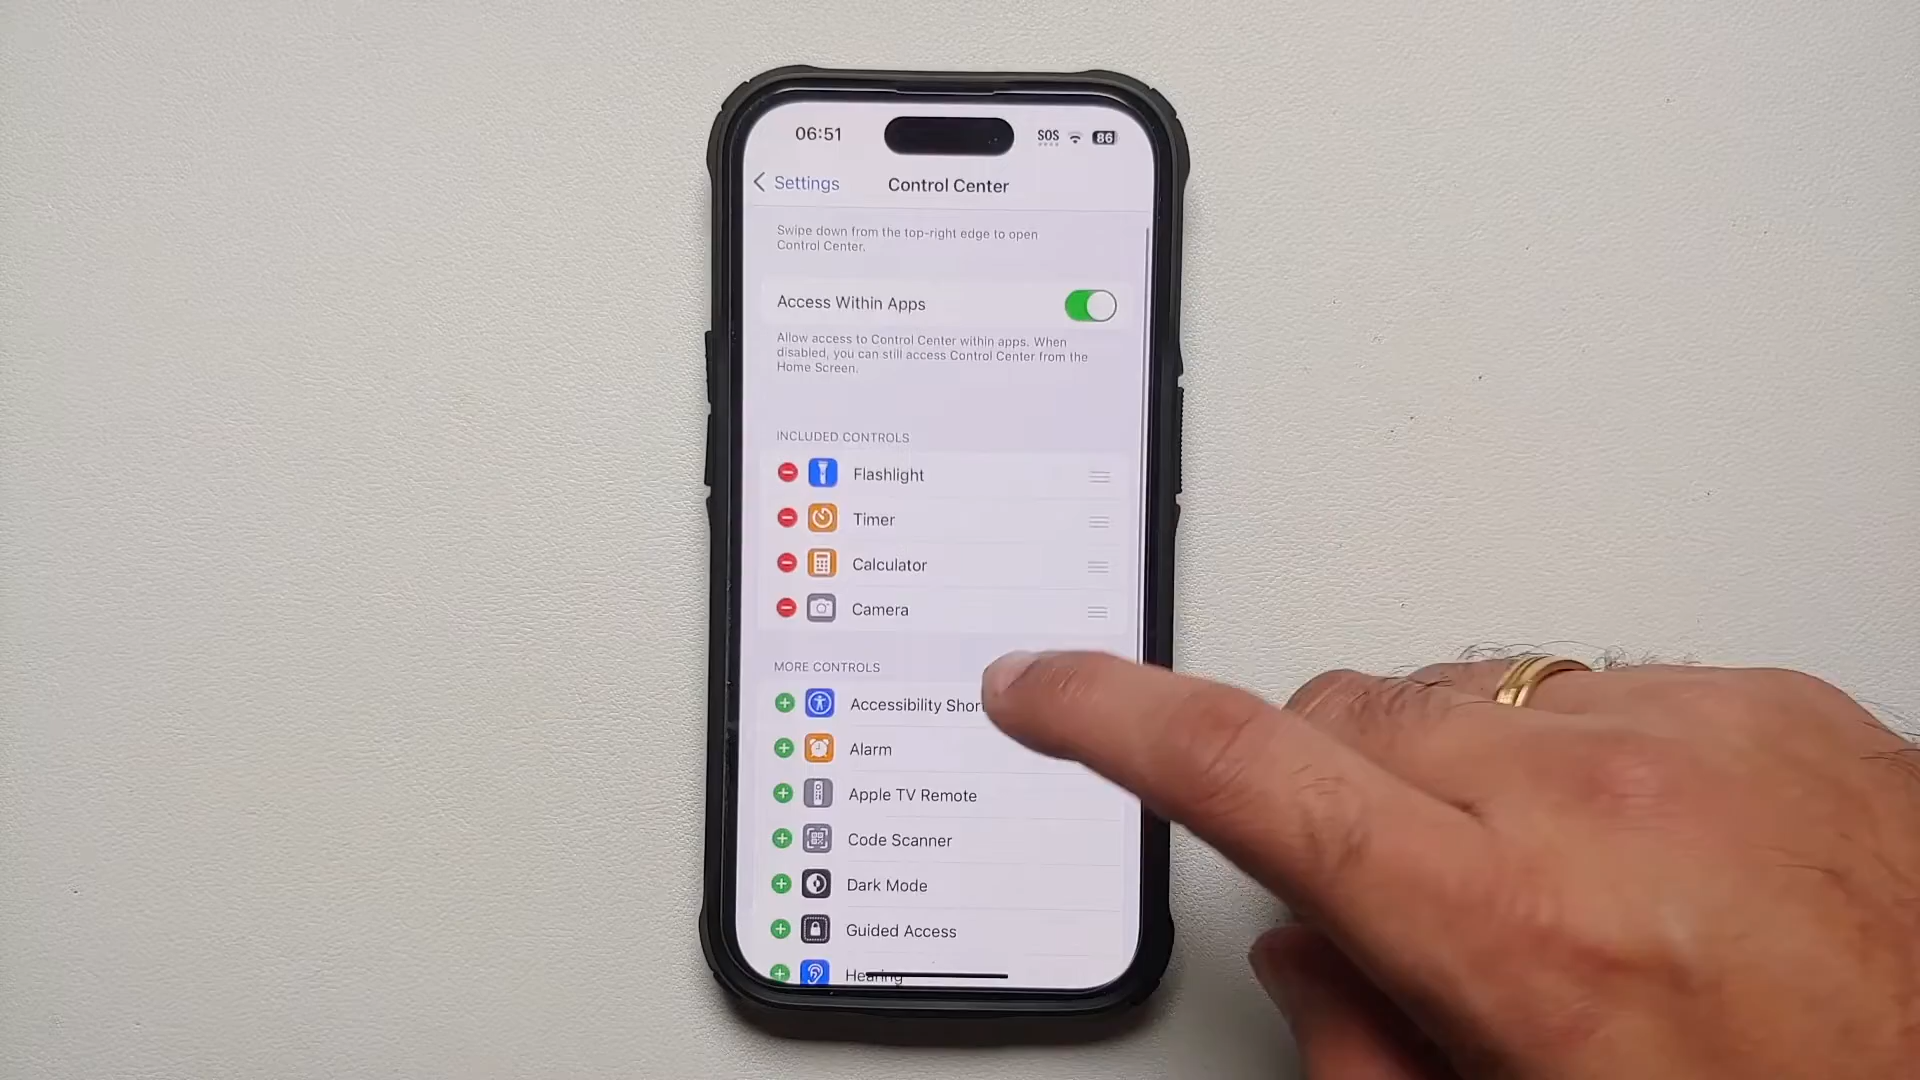 06:51
SOS
86
Settings
Control Center
Swipe down from the top-right edge to open
Control Center.
Access Within Apps
Allow access to Control Center within apps. When
disabled, you can still access Control Center from the
Home Screen.
INCLUDED CONTROLS
Flashlight
Timer
Calculator
Camera
MORE CONTROLS
Accessibility Short
Alarm
Apple TV Remote
Code Scanner
Dark Mode
Guided Access
Hearing